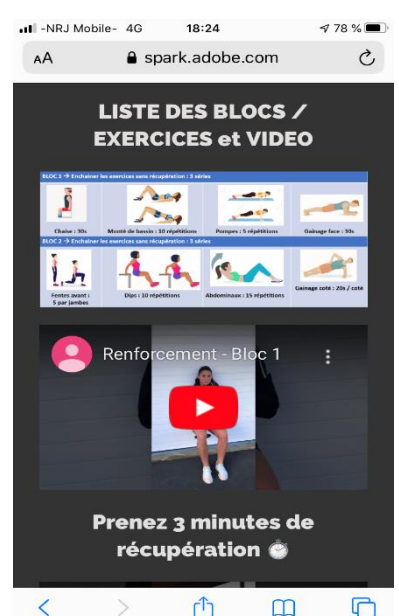 -NRJ Mobile- 4G 18:24 78 %
AA spark.adobe.com
LISTE DES BLOCS /
EXERCICES et VIDEO
BLOC 1 → Enchainer les exercices sans récupération : 3 séries
Chaise : 30s Monté de bassin : 10 répétitions Pompes : 5 répétitions Gainage face : 30s
BLOC 2 → Enchainer les exercices sans récupération : 3 séries
Fentes avant :
5 par jambes Dips : 10 répétitions Abdominaux : 15 répétitions Gainage coté : 20s / coté
Renforcement - Bloc 1
Prenez 3 minutes de
récupération